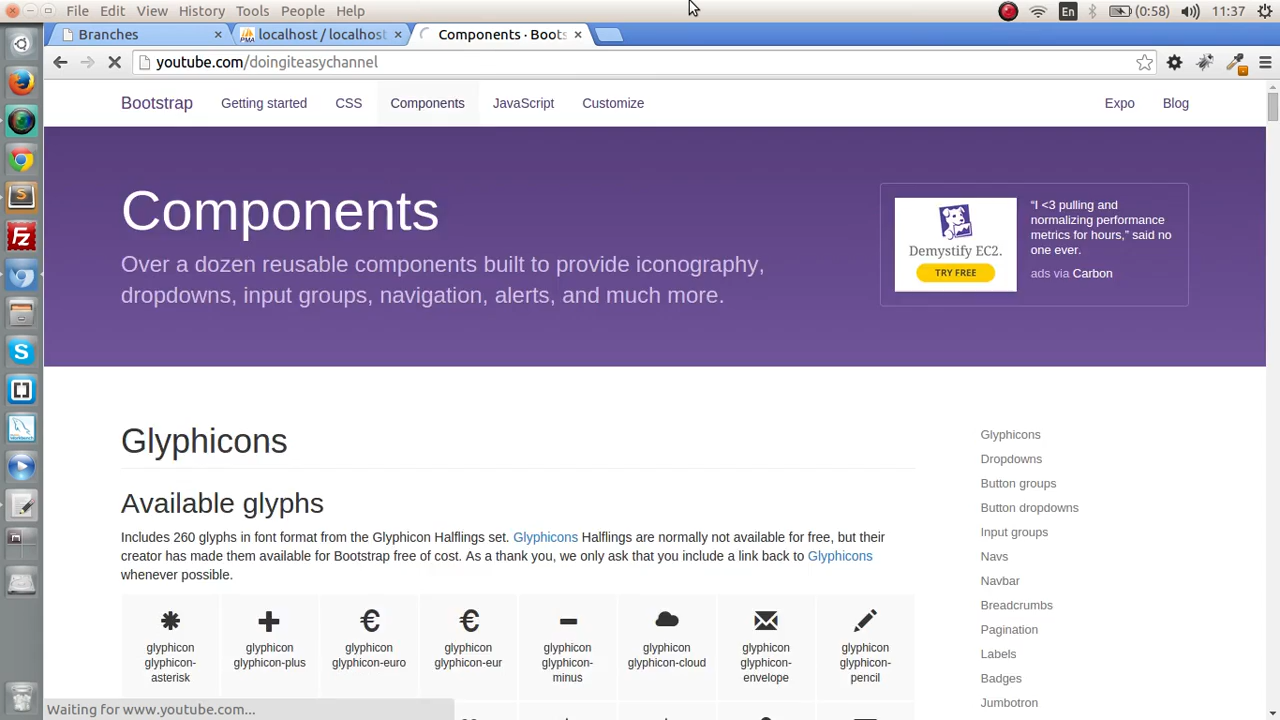 File Edit View History Tools People Help
En
(0:58)
11:37
Branches
localhost / localhost
Components · Boots
youtube.com/doingiteasychannel
Bootstrap Getting started CSS Components JavaScript Customize Expo Blog
Components
Over a dozen reusable components built to provide iconography,
dropdowns, input groups, navigation, alerts, and much more.
Demystify EC2.
TRY FREE
“I <3 pulling and
normalizing performance
metrics for hours,” said no
one ever.
ads via Carbon
Glyphicons
Available glyphs
Includes 260 glyphs in font format from the Glyphicon Halflings set. Glyphicons Halflings are normally not available for free, but their
creator has made them available for Bootstrap free of cost. As a thank you, we only ask that you include a link back to Glyphicons
whenever possible.
glyphicon
glyphicon-
asterisk
glyphicon
glyphicon-plus
glyphicon
glyphicon-euro
glyphicon
glyphicon-eur
glyphicon
glyphicon-
minus
glyphicon
glyphicon-cloud
glyphicon
glyphicon-
envelope
glyphicon
glyphicon-
pencil
Glyphicons
Dropdowns
Button groups
Button dropdowns
Input groups
Navs
Navbar
Breadcrumbs
Pagination
Labels
Badges
Jumbotron
Waiting for www.youtube.com...